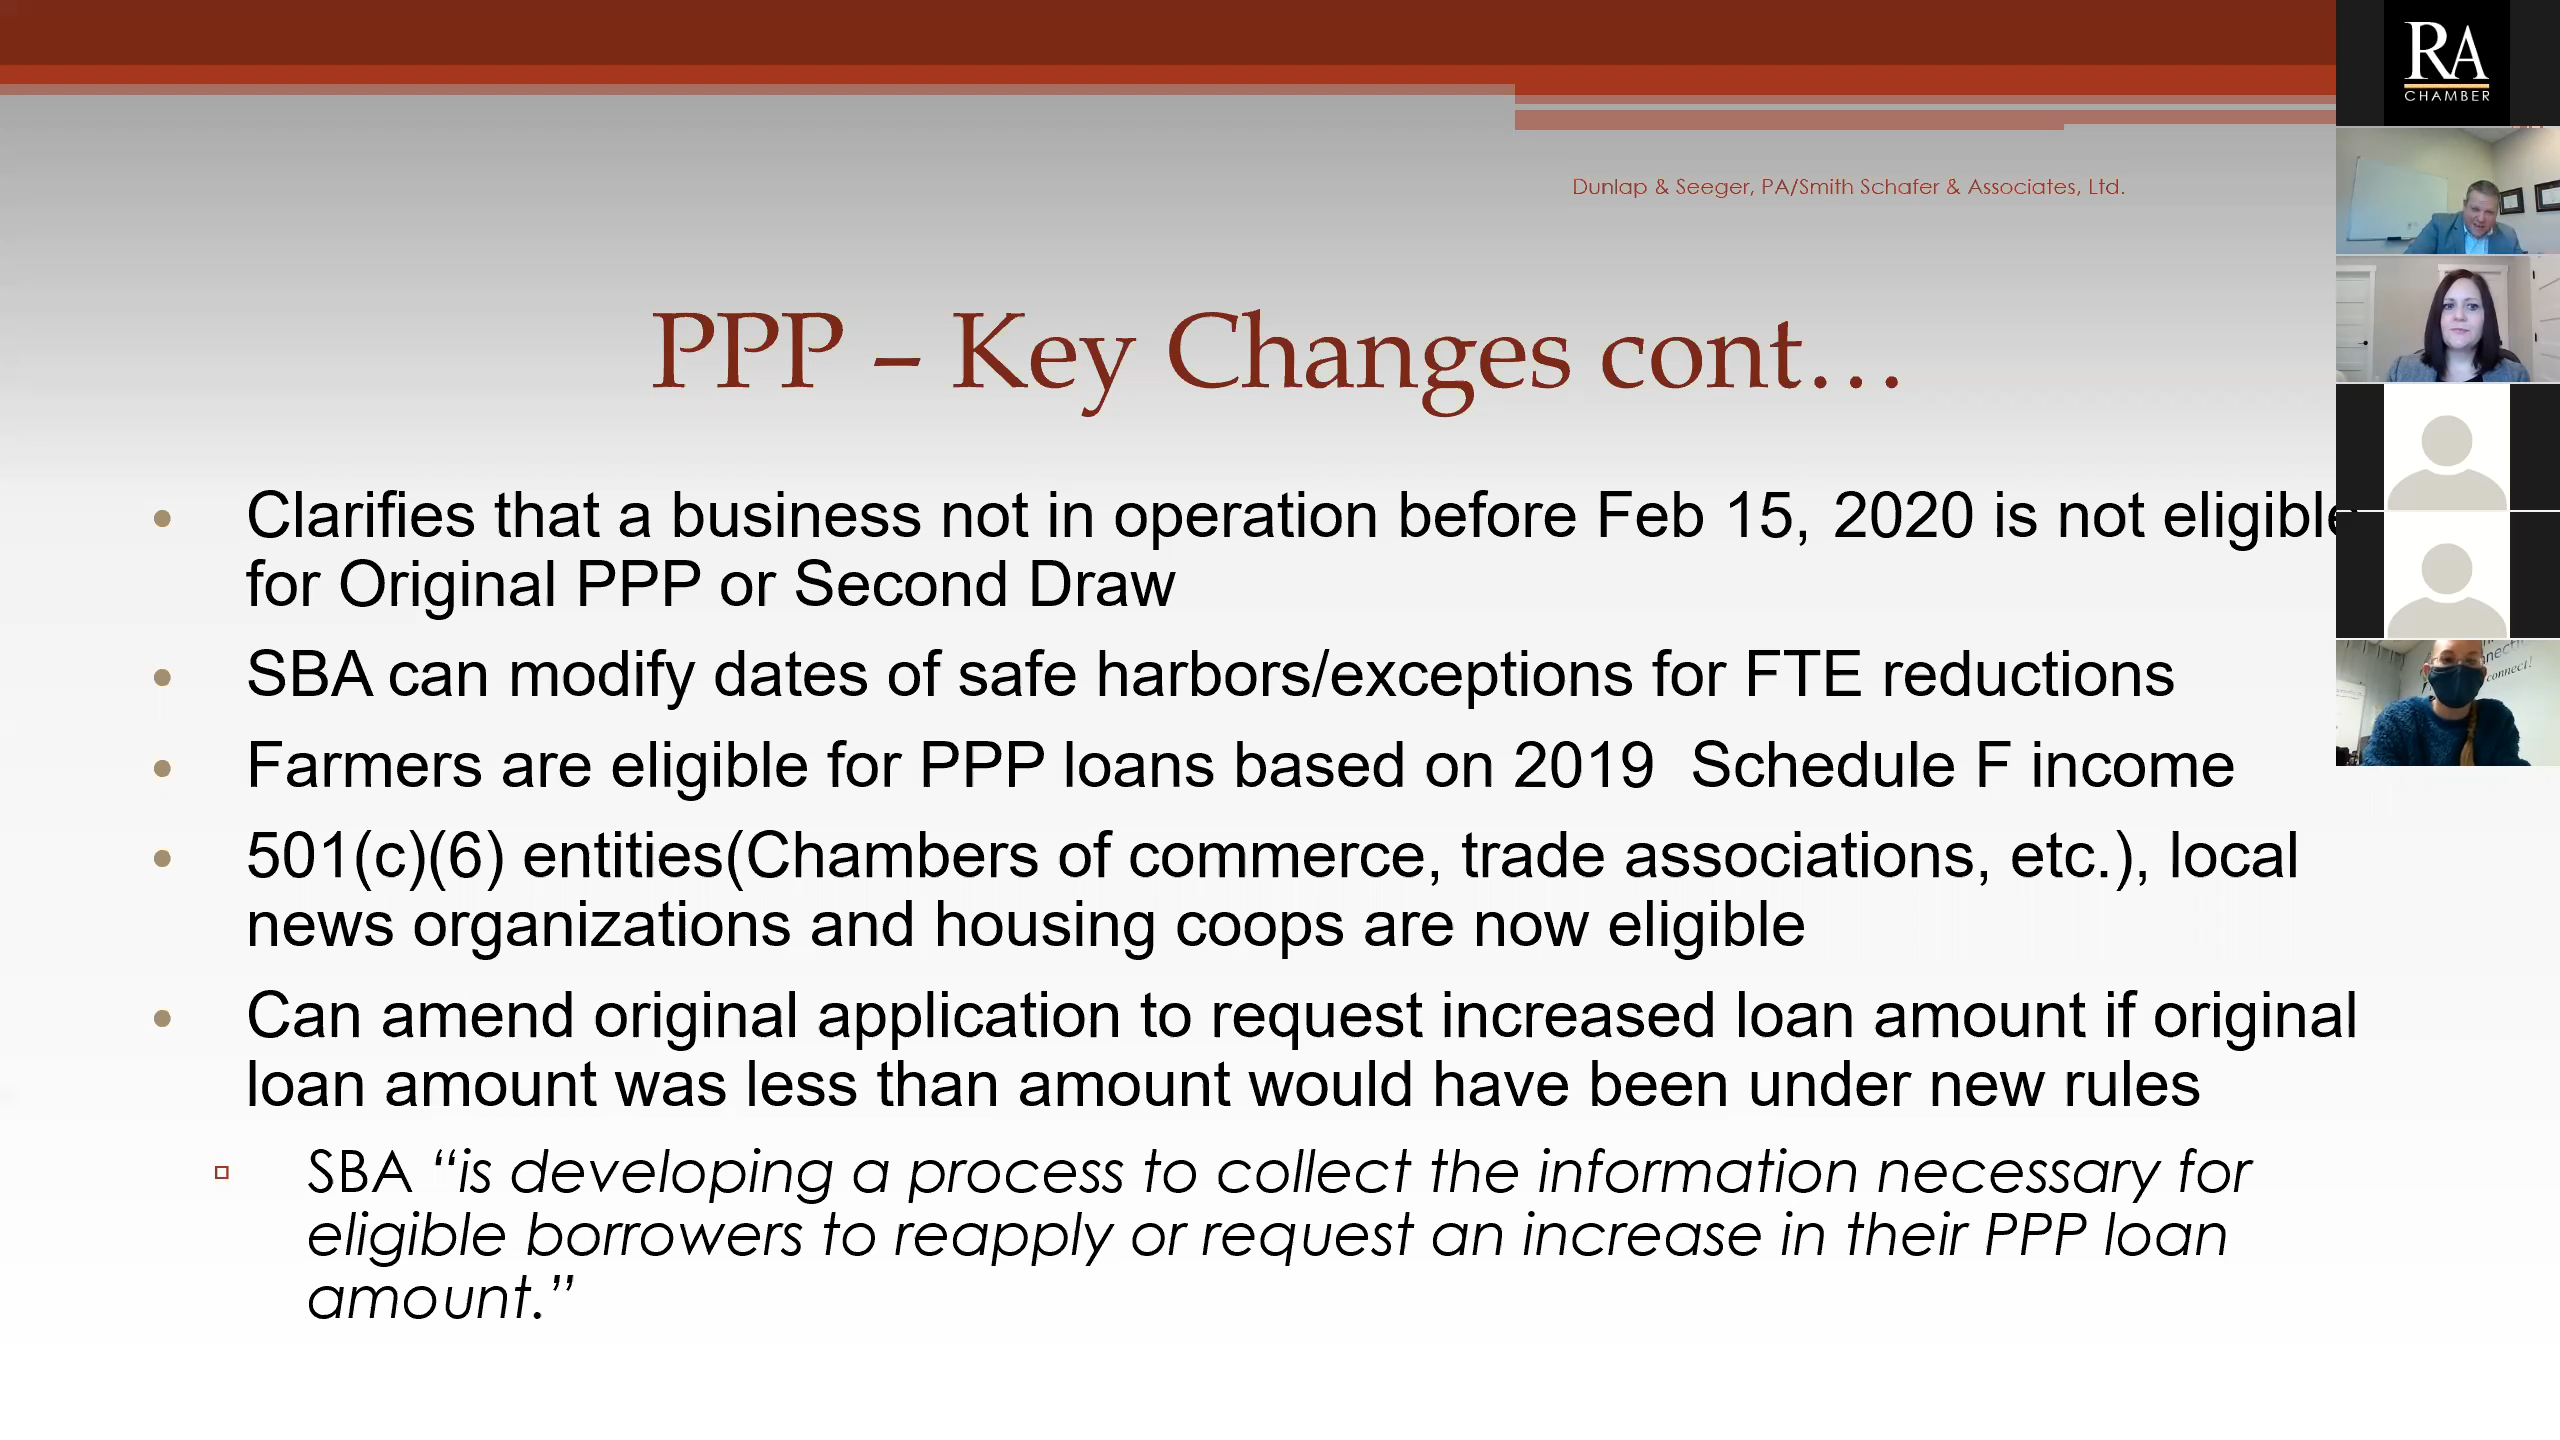 RA
CHAMBER
Dunlap & Seeger, PA/Smith Schafer & Associates, Ltd.
PPP – Key Changes cont…
• Clarifies that a business not in operation before Feb 15, 2020 is not eligible
for Original PPP or Second Draw
• SBA can modify dates of safe harbors/exceptions for FTE reductions
• Farmers are eligible for PPP loans based on 2019  Schedule F income
• 501(c)(6) entities(Chambers of commerce, trade associations, etc.), local
news organizations and housing coops are now eligible
• Can amend original application to request increased loan amount if original
loan amount was less than amount would have been under new rules
▫ SBA “is developing a process to collect the information necessary for
eligible borrowers to reapply or request an increase in their PPP loan
amount.”
connect!